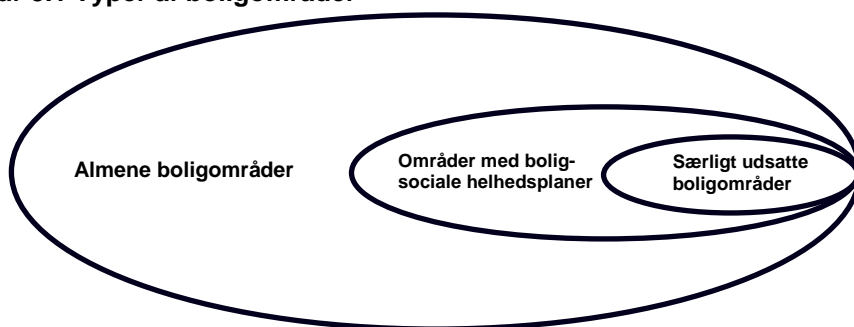 Typer af boligområder
Almene boligområder
Områder med bolig-
sociale helhedsplaner
Særligt udsatte
boligområder